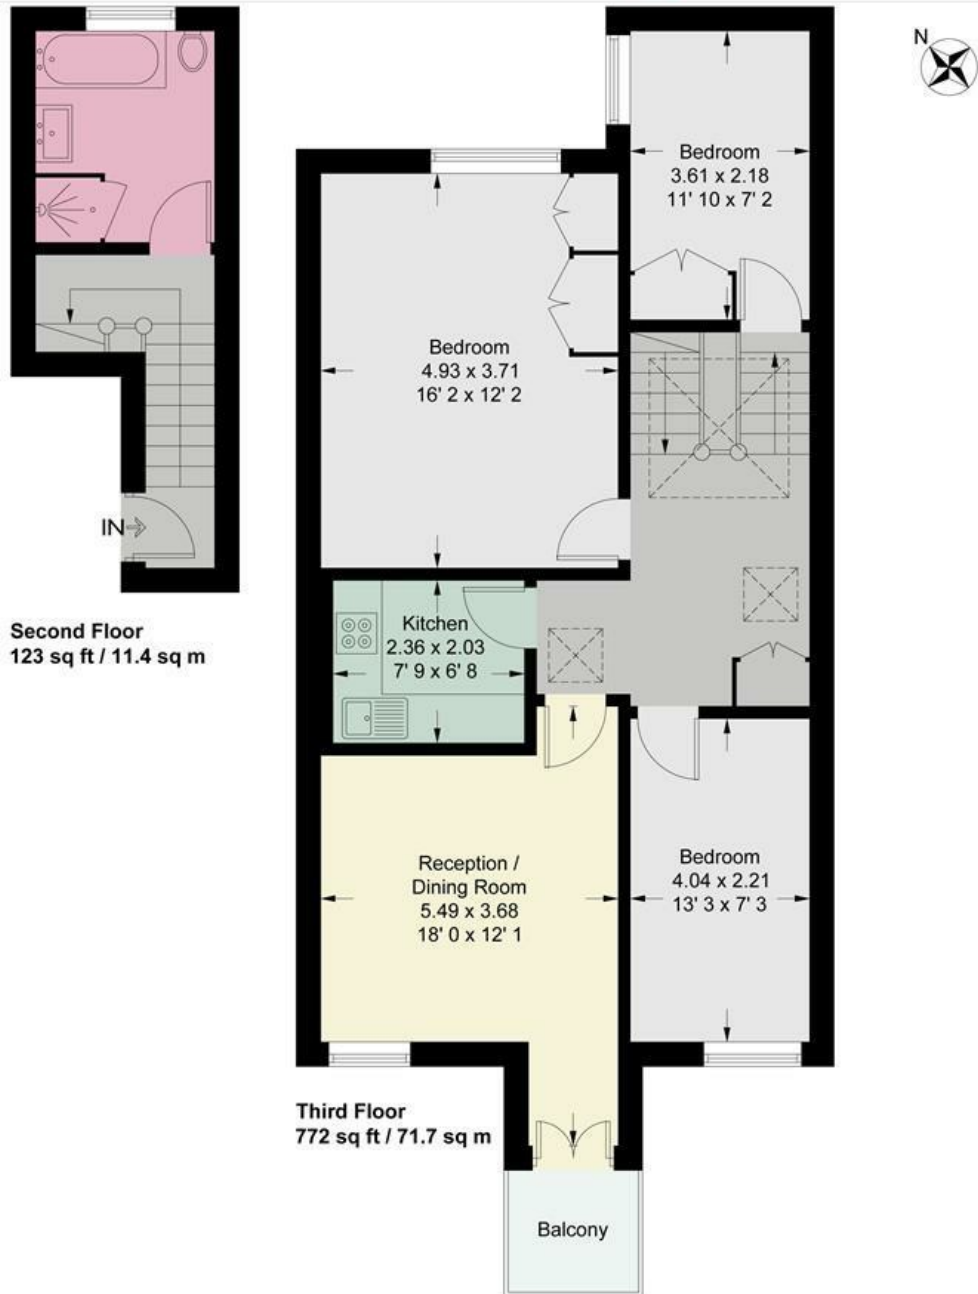 N
Bedroom
3.61 x 2.18
11' 10 x 7' 2
Bedroom
4.93 x 3.71
16' 2 x 12' 2
IN
Second Floor
123 sq ft / 11.4 sq m
Kitchen
2.36 x 2.03
7' 9 x 6' 8
Reception /
Dining Room
5.49 x 3.68
18' 0 x 12' 1
Bedroom
4.04 x 2.21
13' 3 x 7' 3
Third Floor
772 sq ft / 71.7 sq m
Balcony